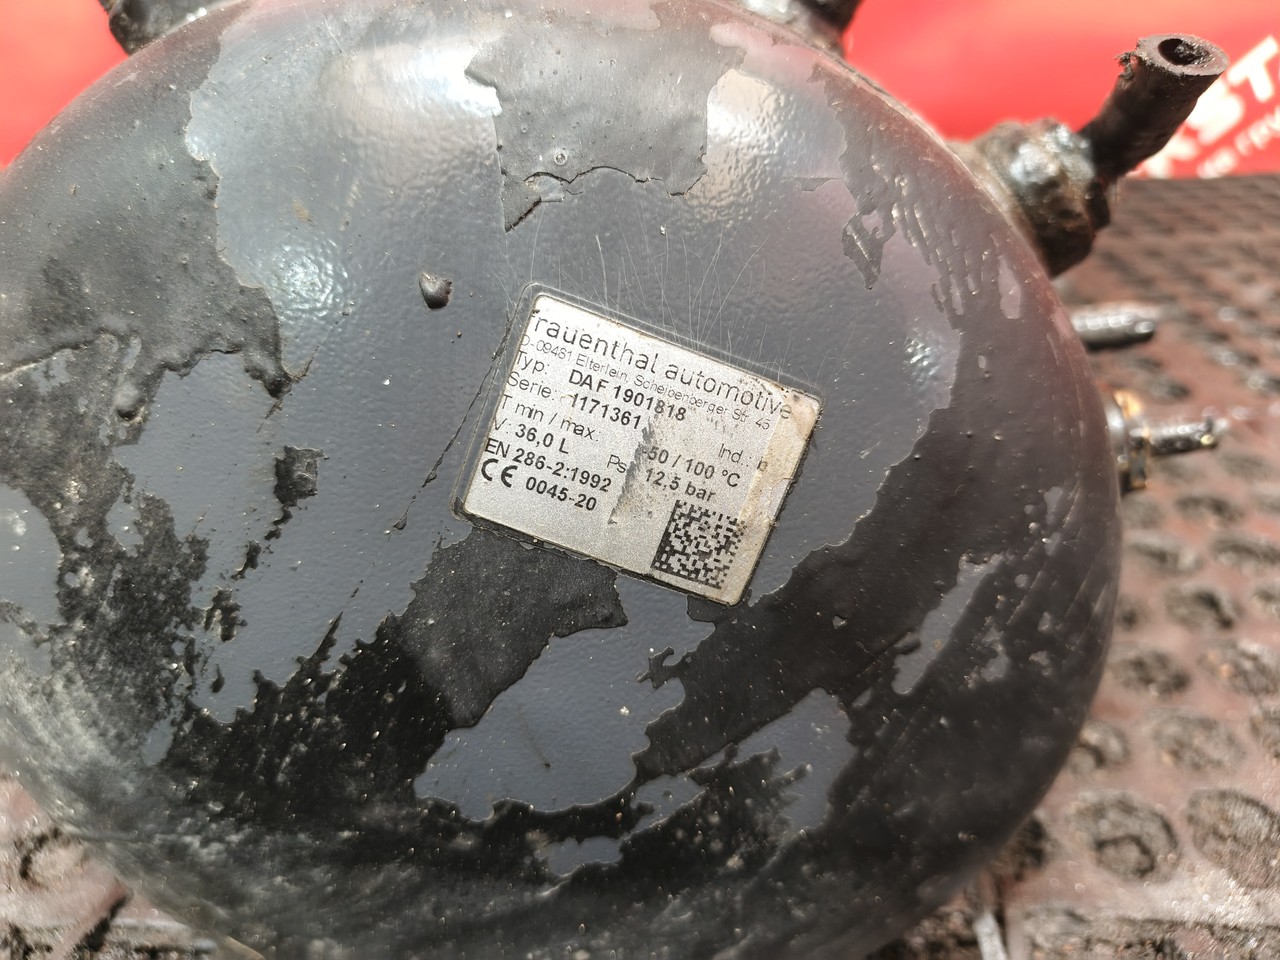 rauenthal automotive
D-09481 Elterlein, Scheibenberger Str. 45
Typ: DAF 1901818
Serie: 1171361 Ind.:
T min / max: -50 / 100 °C
V: 36,0 L Ps 12,5 bar
EN 286-2:1992
CE 0045-20